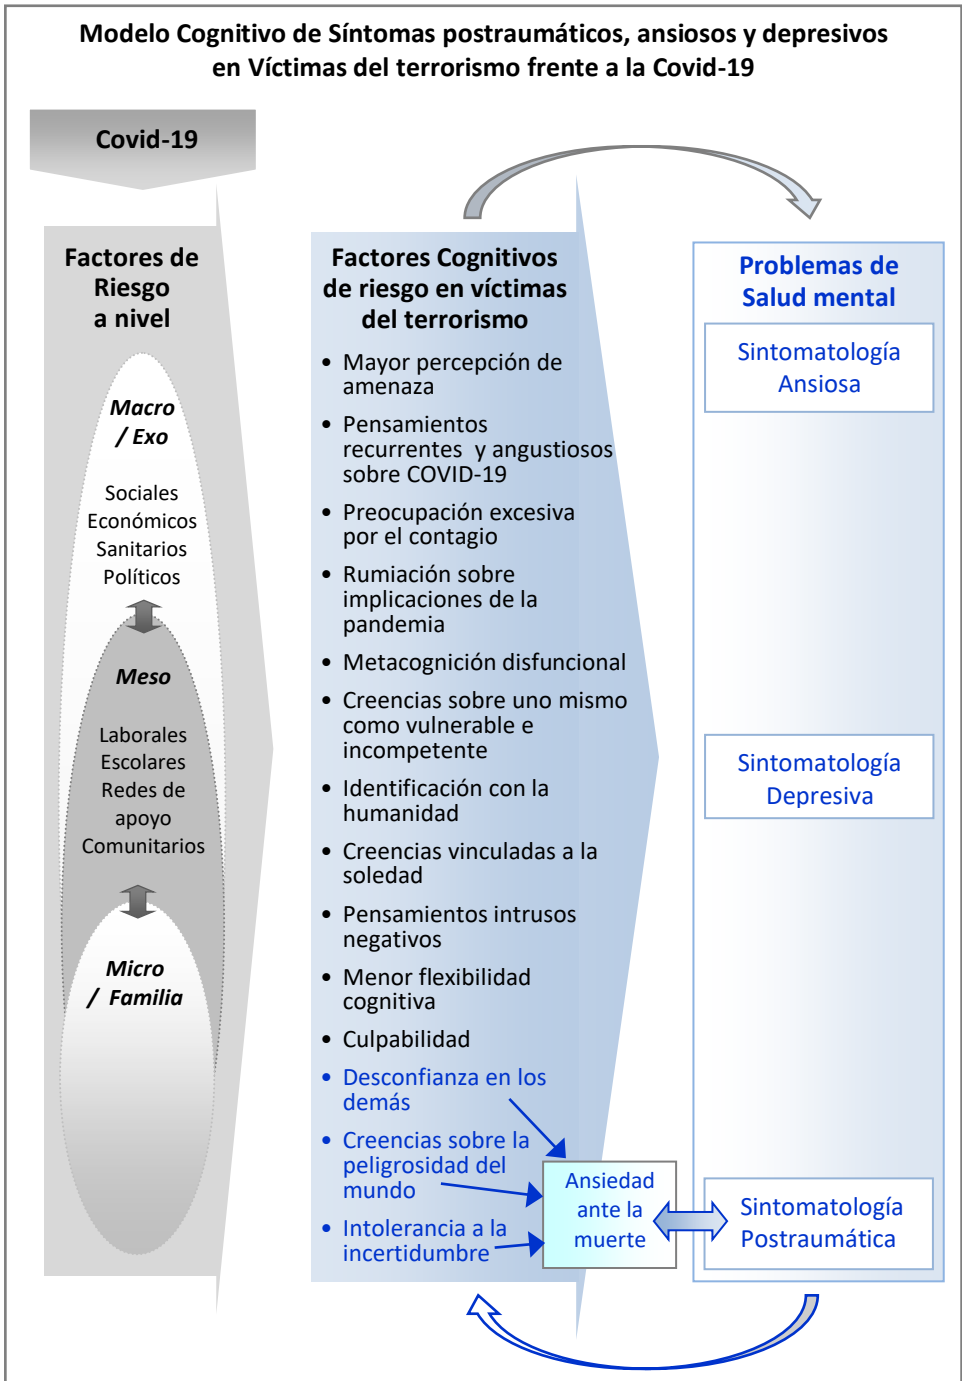 Modelo Cognitivo de Síntomas postraumáticos, ansiosos y depresivos
en Víctimas del terrorismo frente a la Covid-19
Covid-19
Factores de
Riesgo
a nivel
Macro
/ Exo
Sociales
Económicos
Sanitarios
Políticos
Meso
Laborales
Escolares
Redes de
apoyo
Comunitarios
Micro
/ Familia
Factores Cognitivos
de riesgo en víctimas
del terrorismo
• Mayor percepción de
amenaza
• Pensamientos
recurrentes y angustiosos
sobre COVID-19
• Preocupación excesiva
por el contagio
• Rumiación sobre
implicaciones de la
pandemia
• Metacognición disfuncional
• Creencias sobre uno mismo
como vulnerable e
incompetente
• Identificación con la
humanidad
• Creencias vinculadas a la
soledad
• Pensamientos intrusos
negativos
• Menor flexibilidad
cognitiva
• Culpabilidad
• Desconfianza en los
demás
• Creencias sobre la
peligrosidad del
mundo
• Intolerancia a la
incertidumbre
Ansiedad
ante la
muerte
Problemas de
Salud mental
Sintomatología
Ansiosa
Sintomatología
Depresiva
Sintomatología
Postraumática